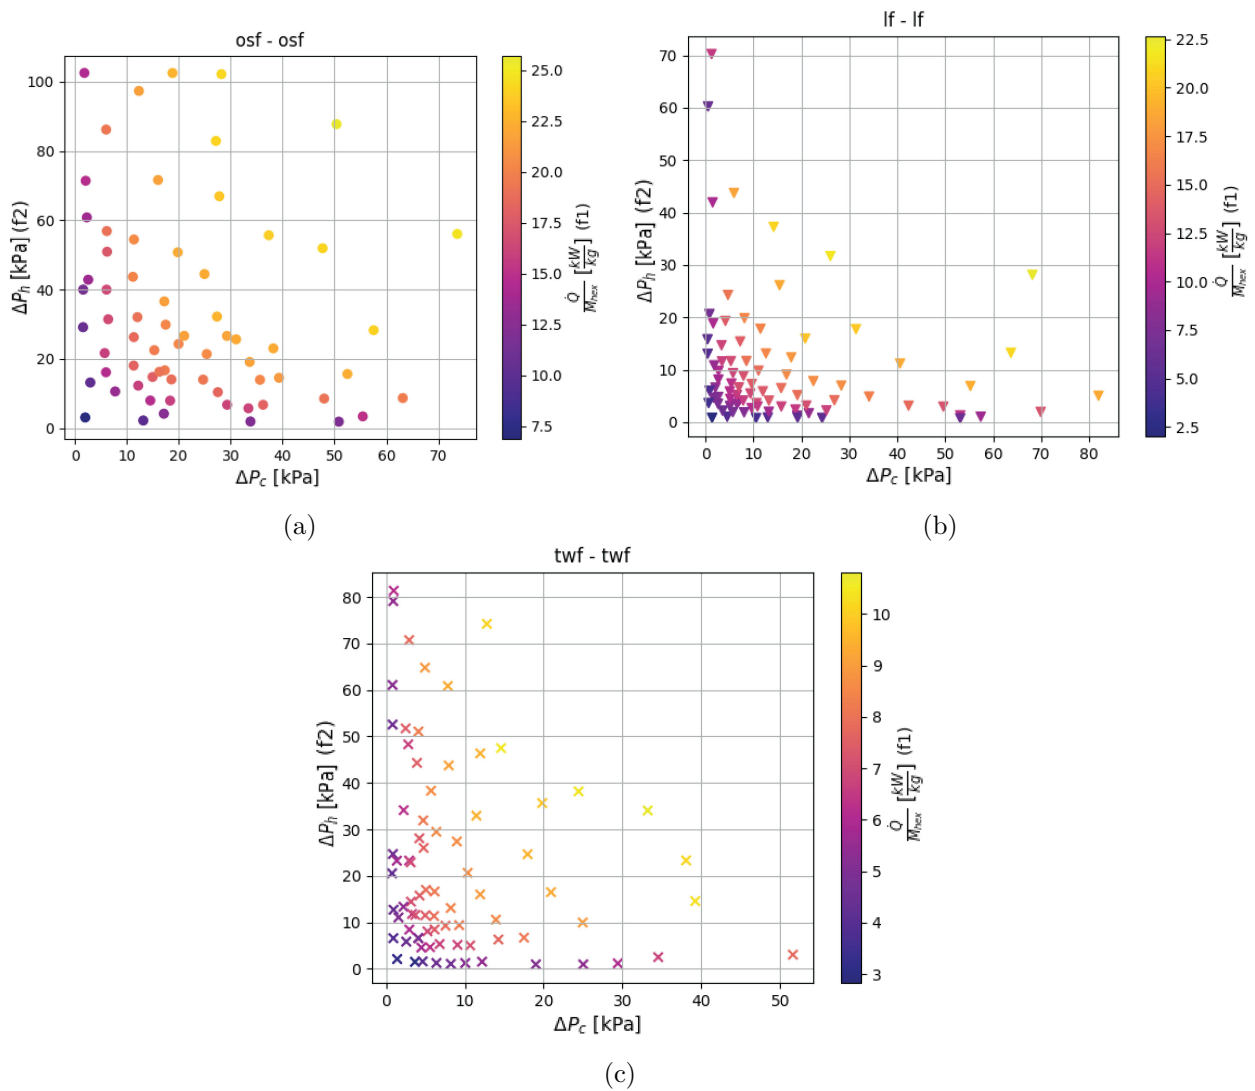 osf - osf
100
80
60
40
20
0
0 10 20 30 40 50 60 70
ΔP_c [kPa]
ΔP_h [kPa] (f2)
25.0
22.5
20.0
17.5
15.0
12.5
10.0
7.5
Q̇/M_hex [kW/kg] (f1)
(a)
lf - lf
70
60
50
40
30
20
10
0
0 10 20 30 40 50 60 70 80
ΔP_c [kPa]
ΔP_h [kPa] (f2)
22.5
20.0
17.5
15.0
12.5
10.0
7.5
5.0
2.5
Q̇/M_hex [kW/kg] (f1)
(b)
twf - twf
80
70
60
50
40
30
20
10
0
0 10 20 30 40 50
ΔP_c [kPa]
ΔP_h [kPa] (f2)
10
9
8
7
6
5
4
3
Q̇/M_hex [kW/kg] (f1)
(c)